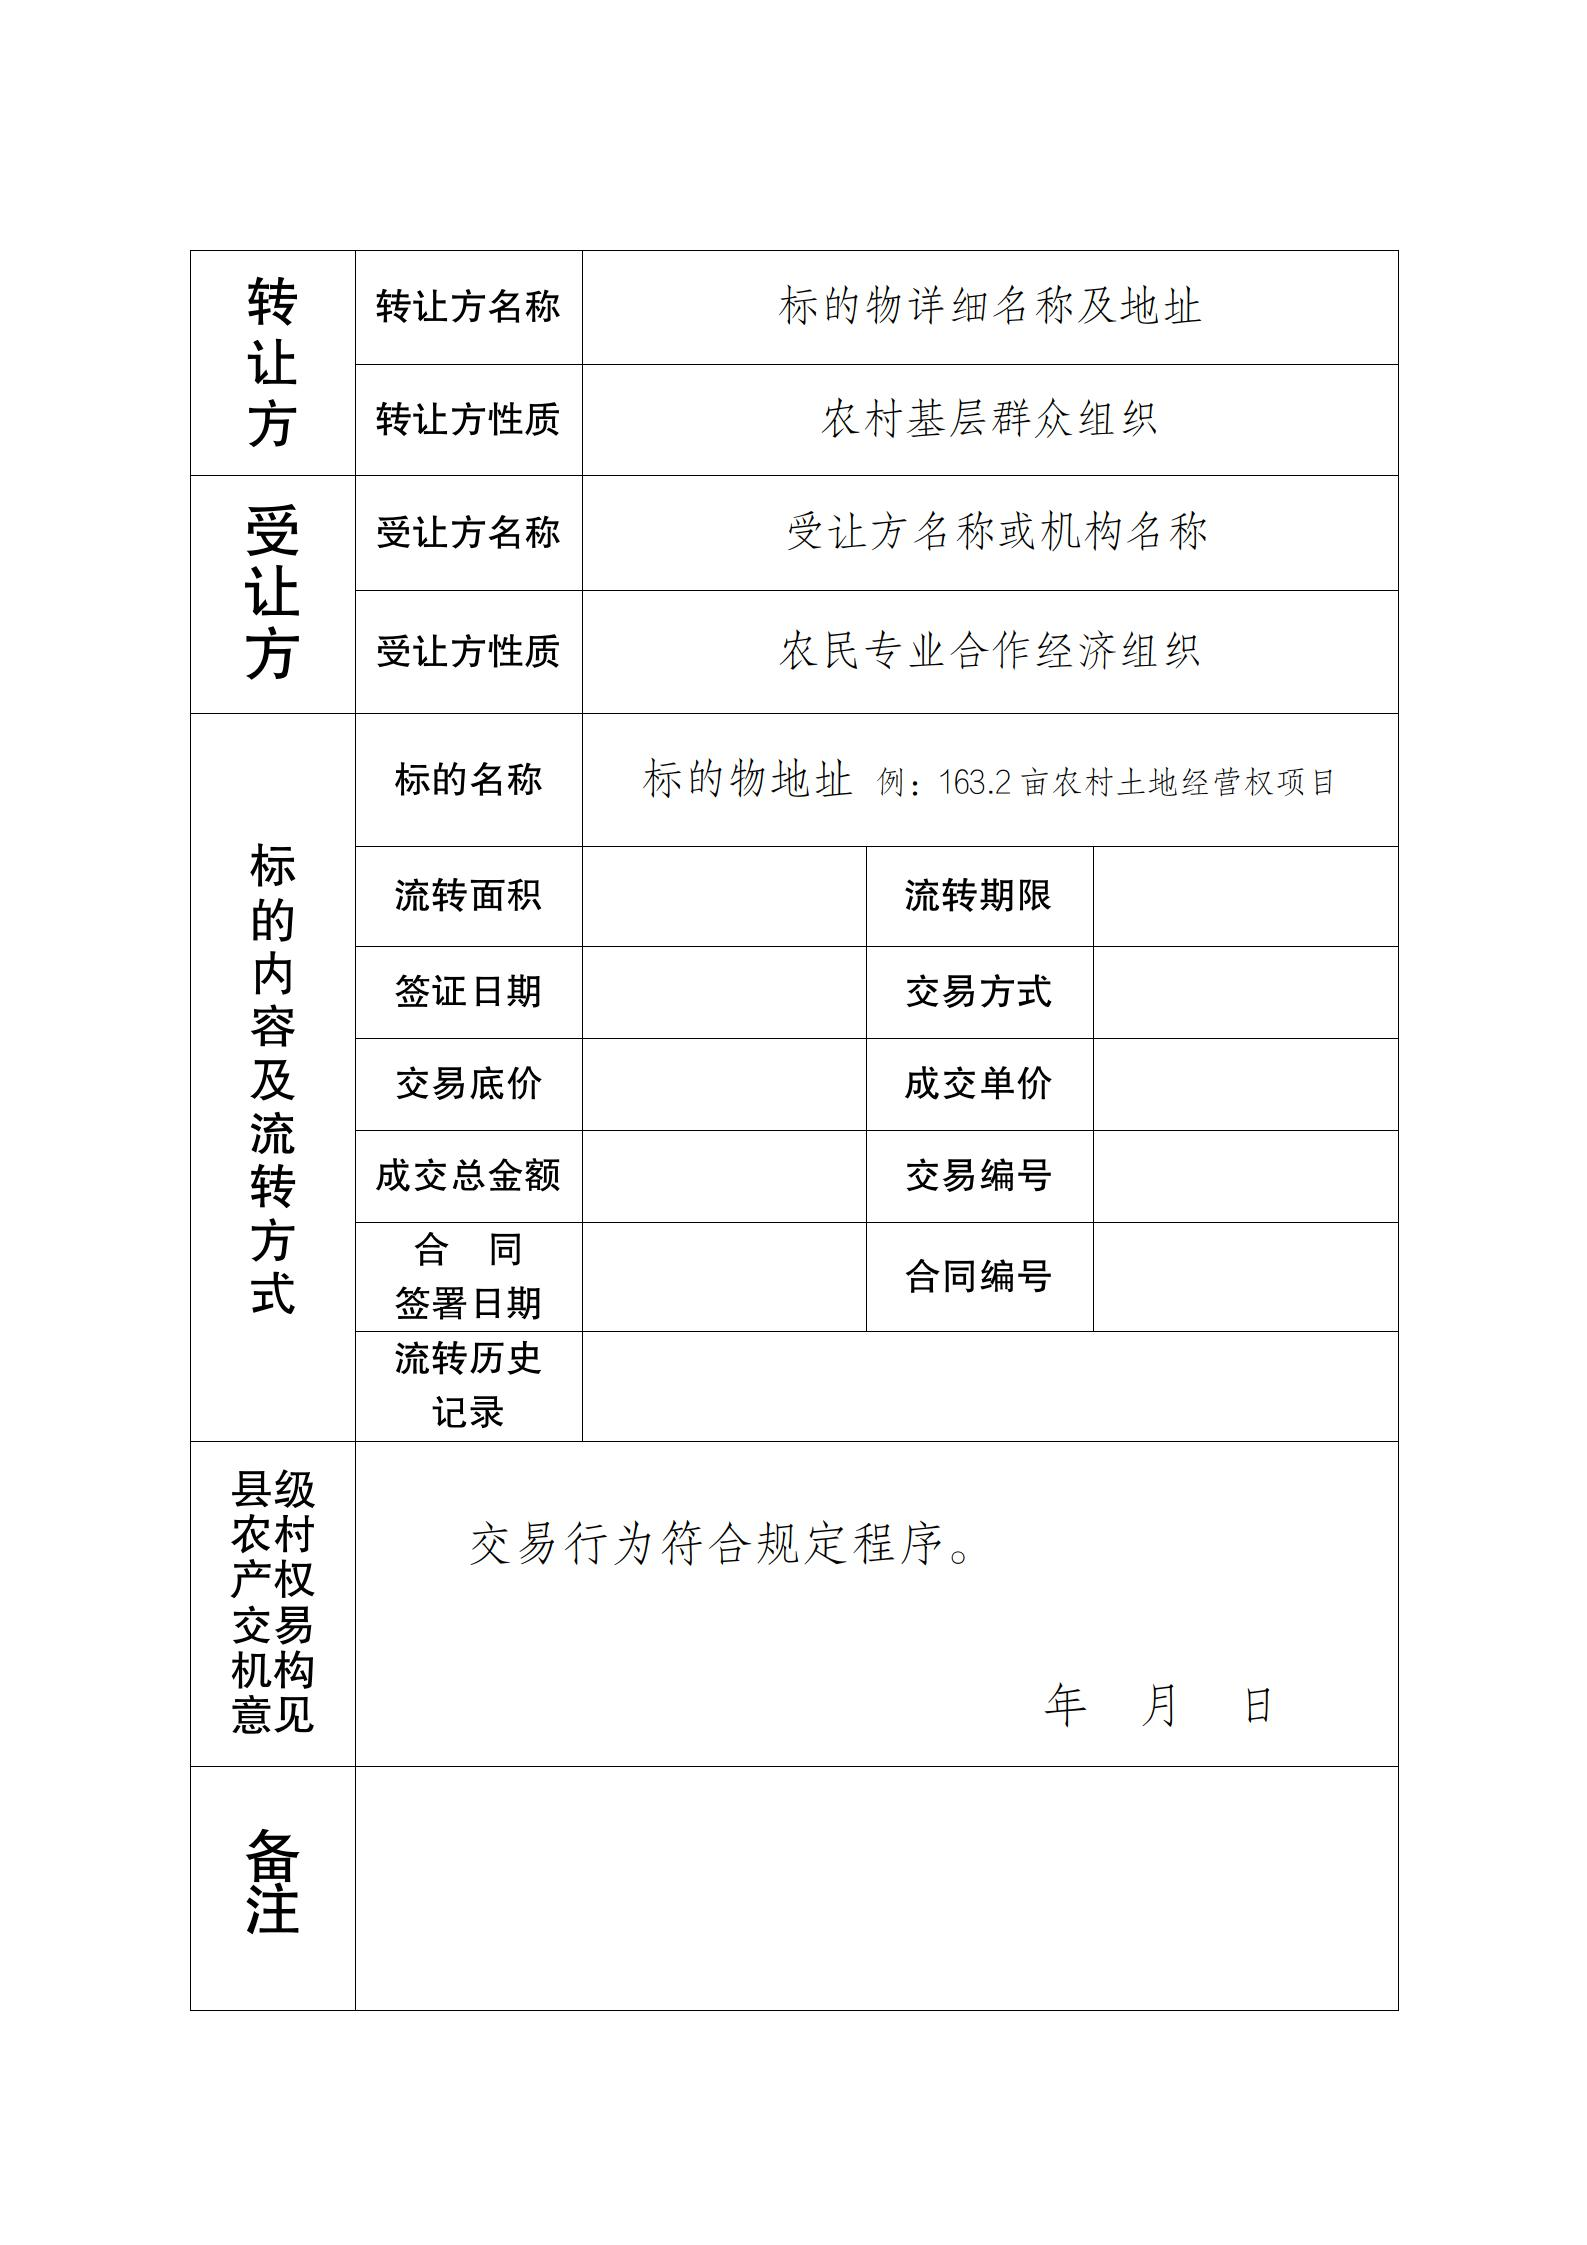 转让方
转让方名称
标的物详细名称及地址
转让方性质
农村基层群众组织
受让方
受让方名称
受让方名称或机构名称
受让方性质
农民专业合作经济组织
标的内容及流转方式
标的名称
标的物地址 例：163.2亩农村土地经营权项目
流转面积
流转期限
签证日期
交易方式
交易底价
成交单价
成交总金额
交易编号
合 同
签署日期
合同编号
流转历史
记录
县级
农村
产权
交易
机构
意见
交易行为符合规定程序。
年 月 日
备注